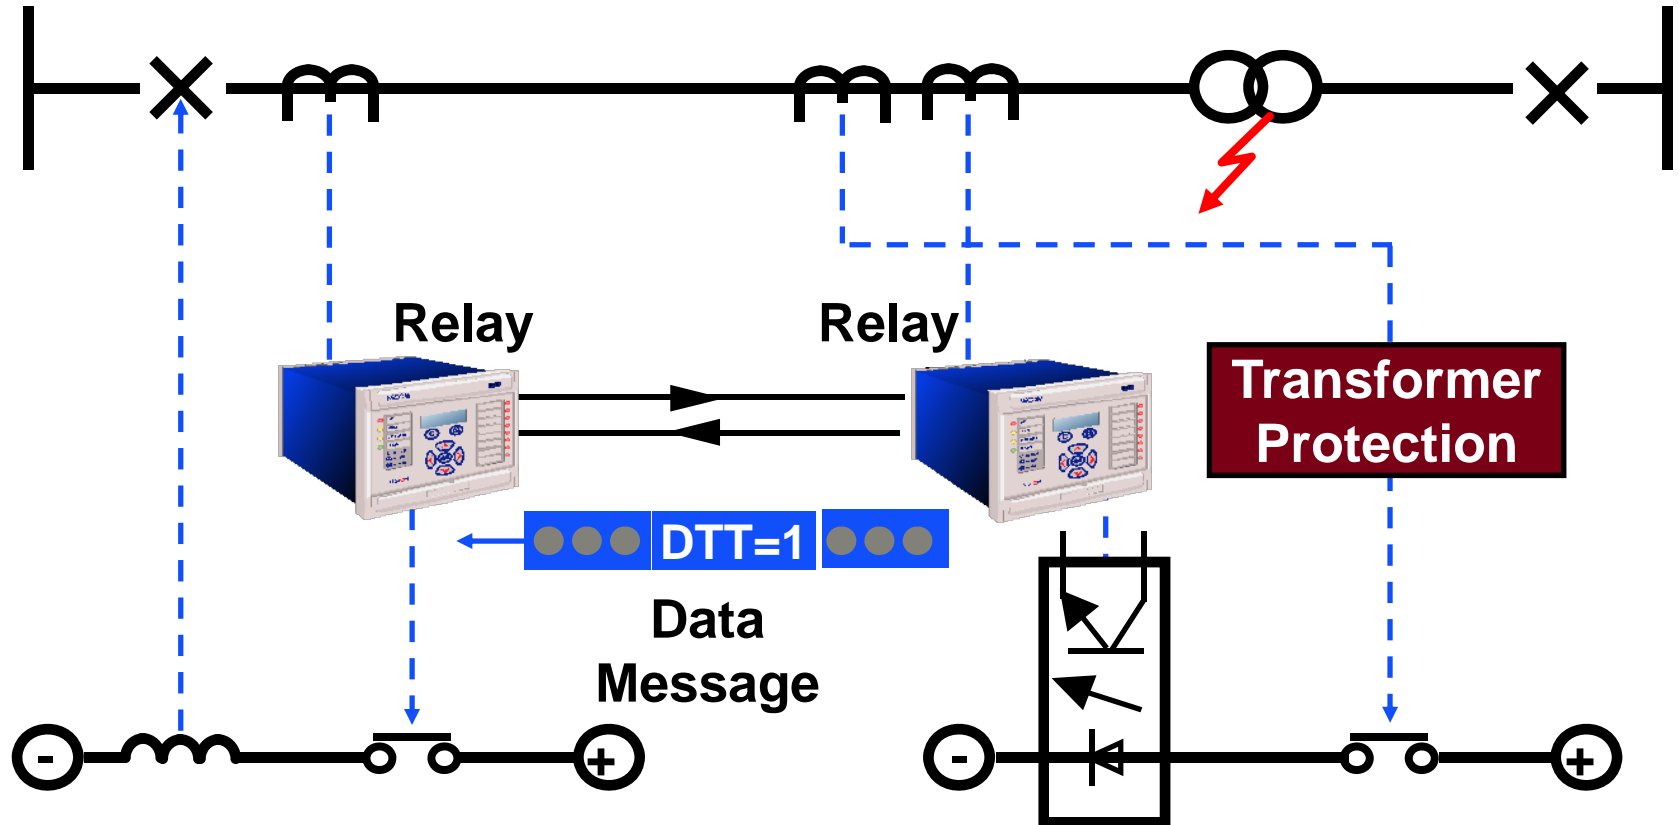 Relay
Relay
Transformer
Protection
DTT=1
Data
Message
-
+
-
+